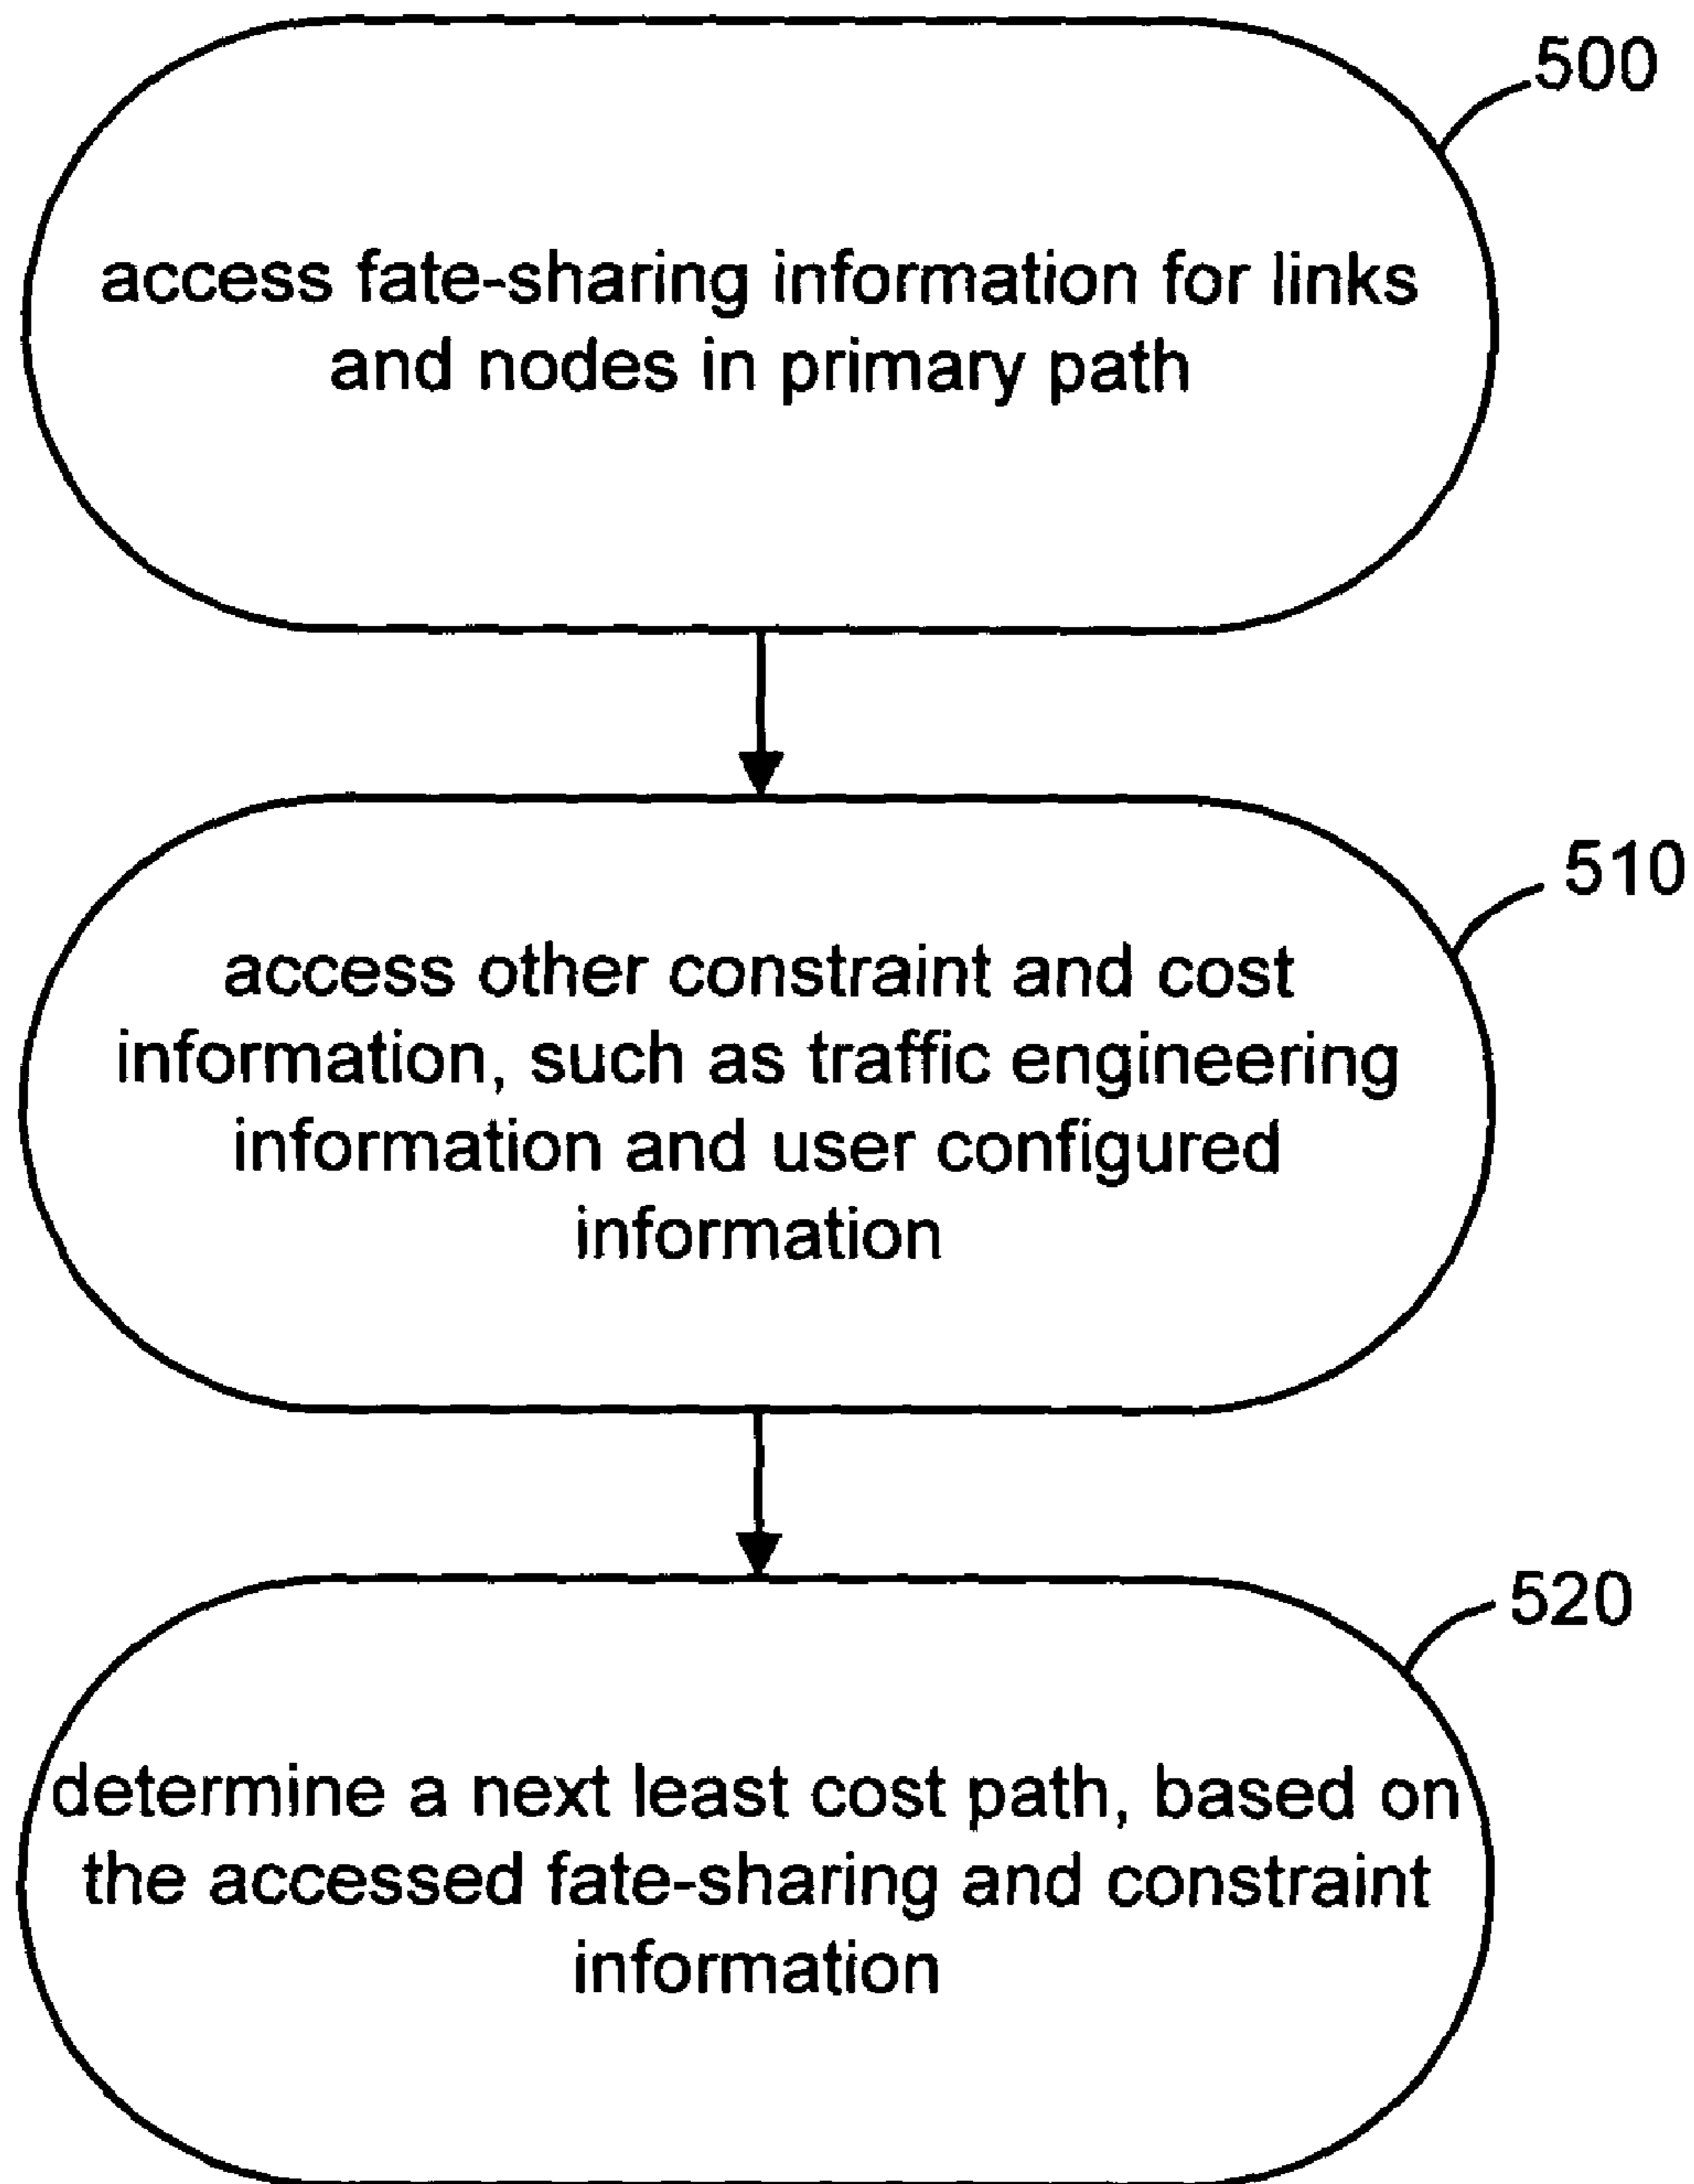 500
access fate-sharing information for links
and nodes in primary path
510
access other constraint and cost
information, such as traffic engineering
information and user configured
information
520
determine a next least cost path, based on
the accessed fate-sharing and constraint
information